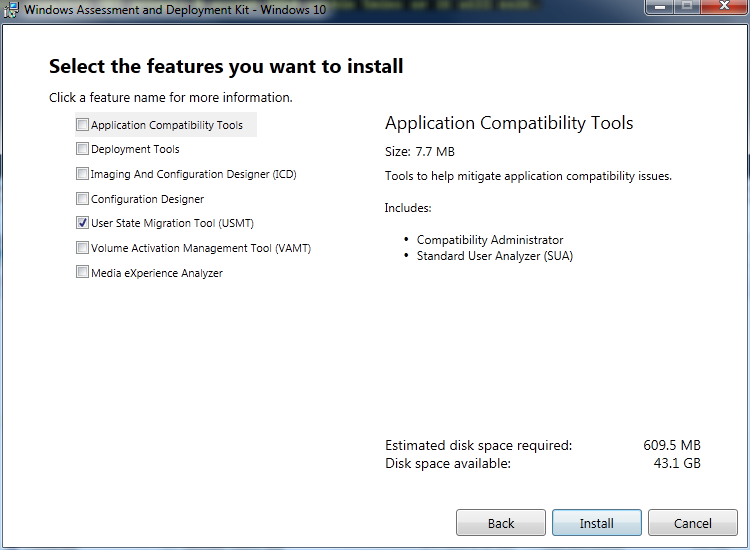 Windows Assessment and Deployment Kit - Windows 10
Select the features you want to install
Click a feature name for more information.
Application Compatibility Tools
Deployment Tools
Imaging And Configuration Designer (ICD)
Configuration Designer
User State Migration Tool (USMT)
Volume Activation Management Tool (VAMT)
Media eXperience Analyzer
Application Compatibility Tools
Size: 7.7 MB
Tools to help mitigate application compatibility issues.
Includes:
• Compatibility Administrator
• Standard User Analyzer (SUA)
Estimated disk space required: 609.5 MB
Disk space available: 43.1 GB
Back Install Cancel